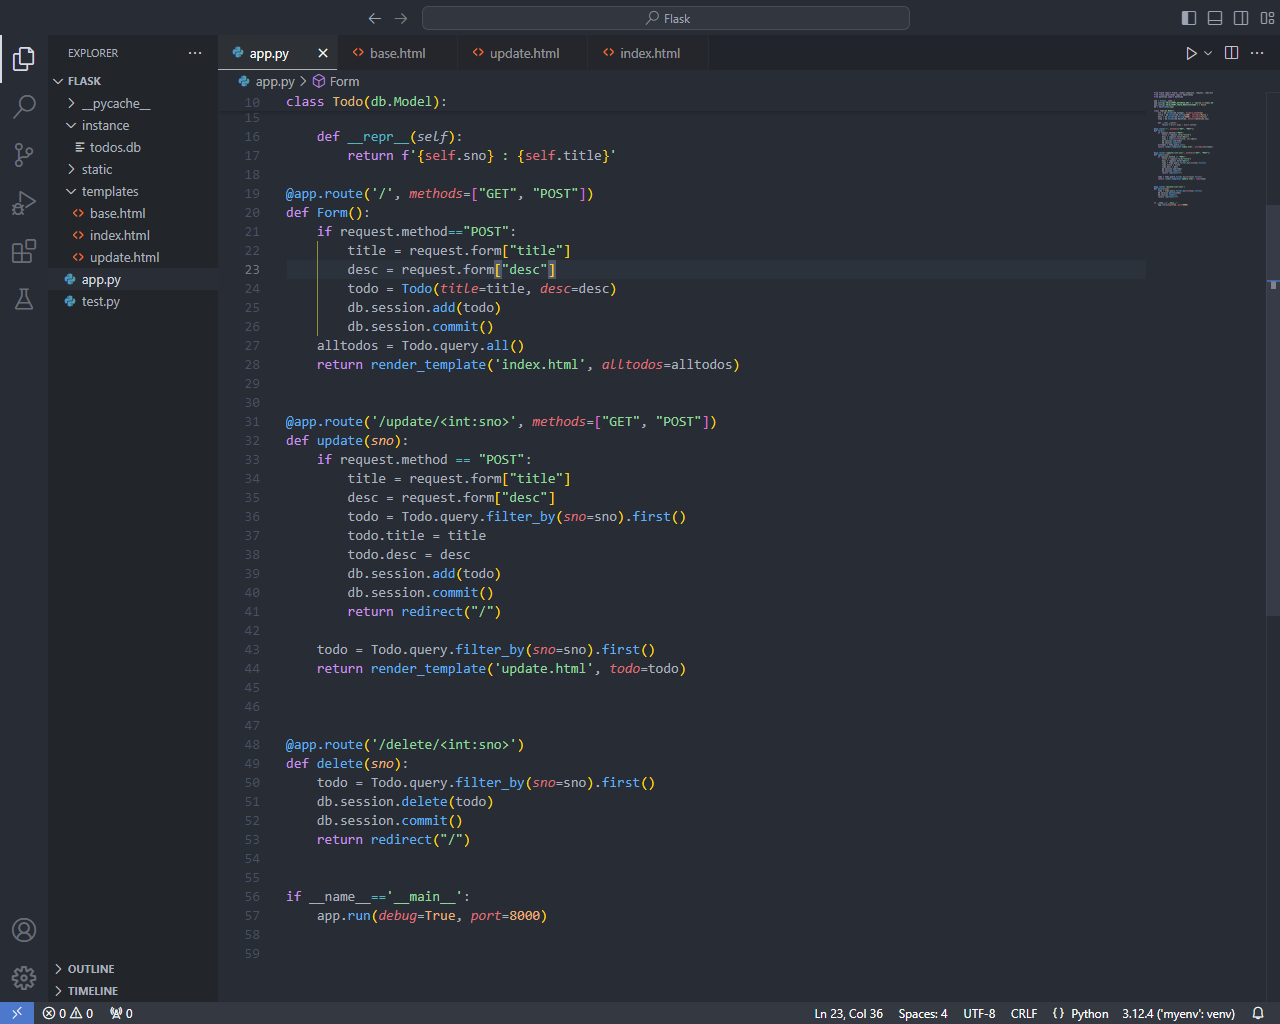 Flask
EXPLORER
FLASK
__pycache__
instance
todos.db
static
templates
base.html
index.html
update.html
app.py
test.py
OUTLINE
TIMELINE
app.py
base.html
update.html
index.html
app.py > Form
10 class Todo(db.Model):
15
16 def __repr__(self):
17 return f'{self.sno} : {self.title}'
18
19 @app.route('/', methods=["GET", "POST"])
20 def Form():
21 if request.method=="POST":
22 title = request.form["title"]
23 desc = request.form["desc"]
24 todo = Todo(title=title, desc=desc)
25 db.session.add(todo)
26 db.session.commit()
27 alltodos = Todo.query.all()
28 return render_template('index.html', alltodos=alltodos)
29
30
31 @app.route('/update/<int:sno>', methods=["GET", "POST"])
32 def update(sno):
33 if request.method == "POST":
34 title = request.form["title"]
35 desc = request.form["desc"]
36 todo = Todo.query.filter_by(sno=sno).first()
37 todo.title = title
38 todo.desc = desc
39 db.session.add(todo)
40 db.session.commit()
41 return redirect("/")
42
43 todo = Todo.query.filter_by(sno=sno).first()
44 return render_template('update.html', todo=todo)
45
46
47
48 @app.route('/delete/<int:sno>')
49 def delete(sno):
50 todo = Todo.query.filter_by(sno=sno).first()
51 db.session.delete(todo)
52 db.session.commit()
53 return redirect("/")
54
55
56 if __name__=='__main__':
57 app.run(debug=True, port=8000)
58
59
0 0 0 Ln 23, Col 36 Spaces: 4 UTF-8 CRLF {} Python 3.12.4 ('myenv': venv)